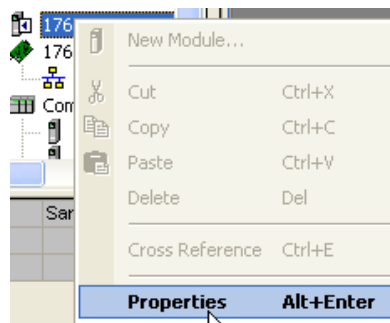 176
New Module...
176
Cut Ctrl+X
Com
Copy Ctrl+C
Paste Ctrl+V
Delete Del
Sar
Cross Reference Ctrl+E
Properties Alt+Enter